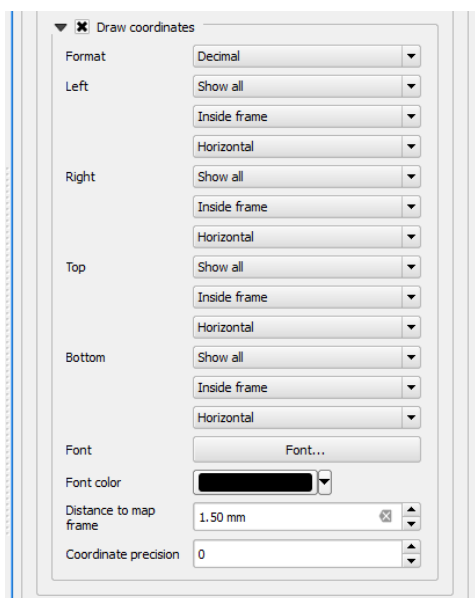 Draw coordinates
Format Decimal
Left Show all
Inside frame
Horizontal
Right Show all
Inside frame
Horizontal
Top Show all
Inside frame
Horizontal
Bottom Show all
Inside frame
Horizontal
Font Font...
Font color
Distance to map
frame 1.50 mm
Coordinate precision 0